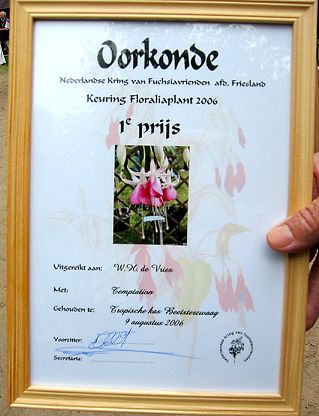 Oorkonde
Nederlandse Kring van Fuchsiavrienden afd. Friesland
Keuring Floraliaplant 2006
1e prijs
Uitgereikt aan: W.H. de Vries
Met: Temptation
Gehouden te: Tropische kas Beetsterzwaag
9 augustus 2006
Voorzitter:
Secretaris: